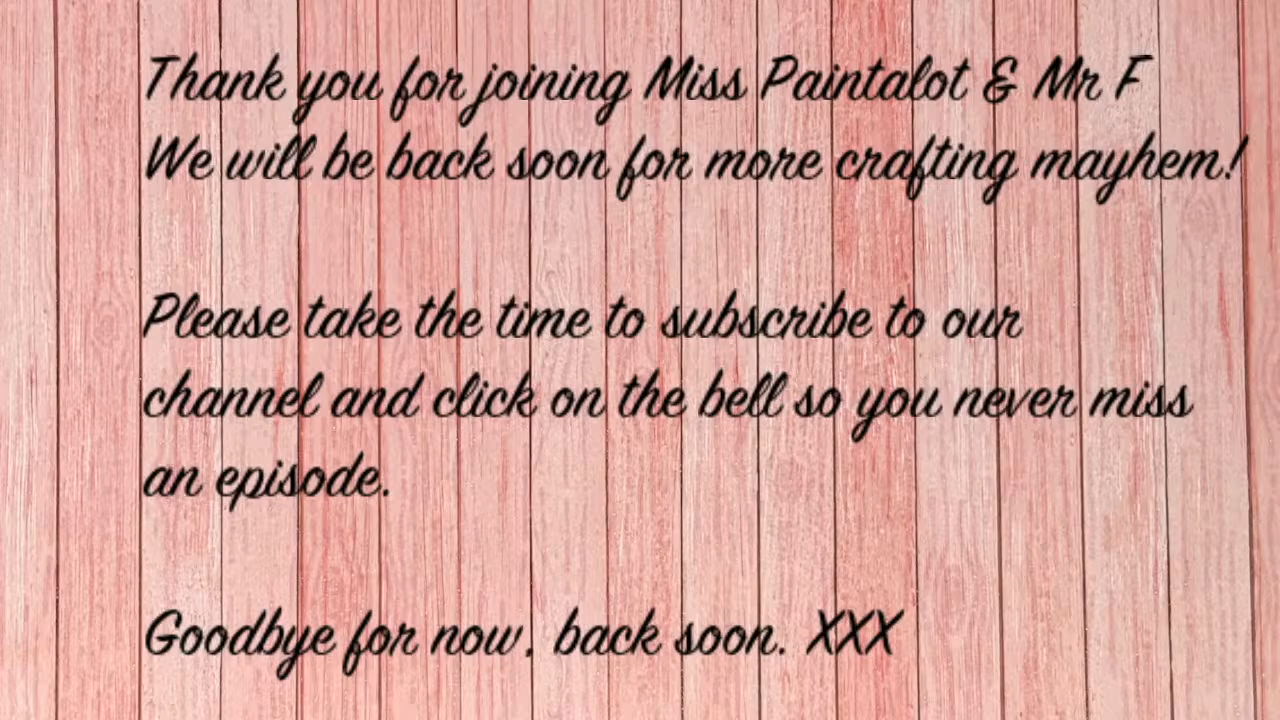 Thank you for joining Miss Paintalot & Mr F
We will be back soon for more crafting mayhem!
Please take the time to subscribe to our
channel and click on the bell so you never miss
an episode.
Goodbye for now, back soon. XXX